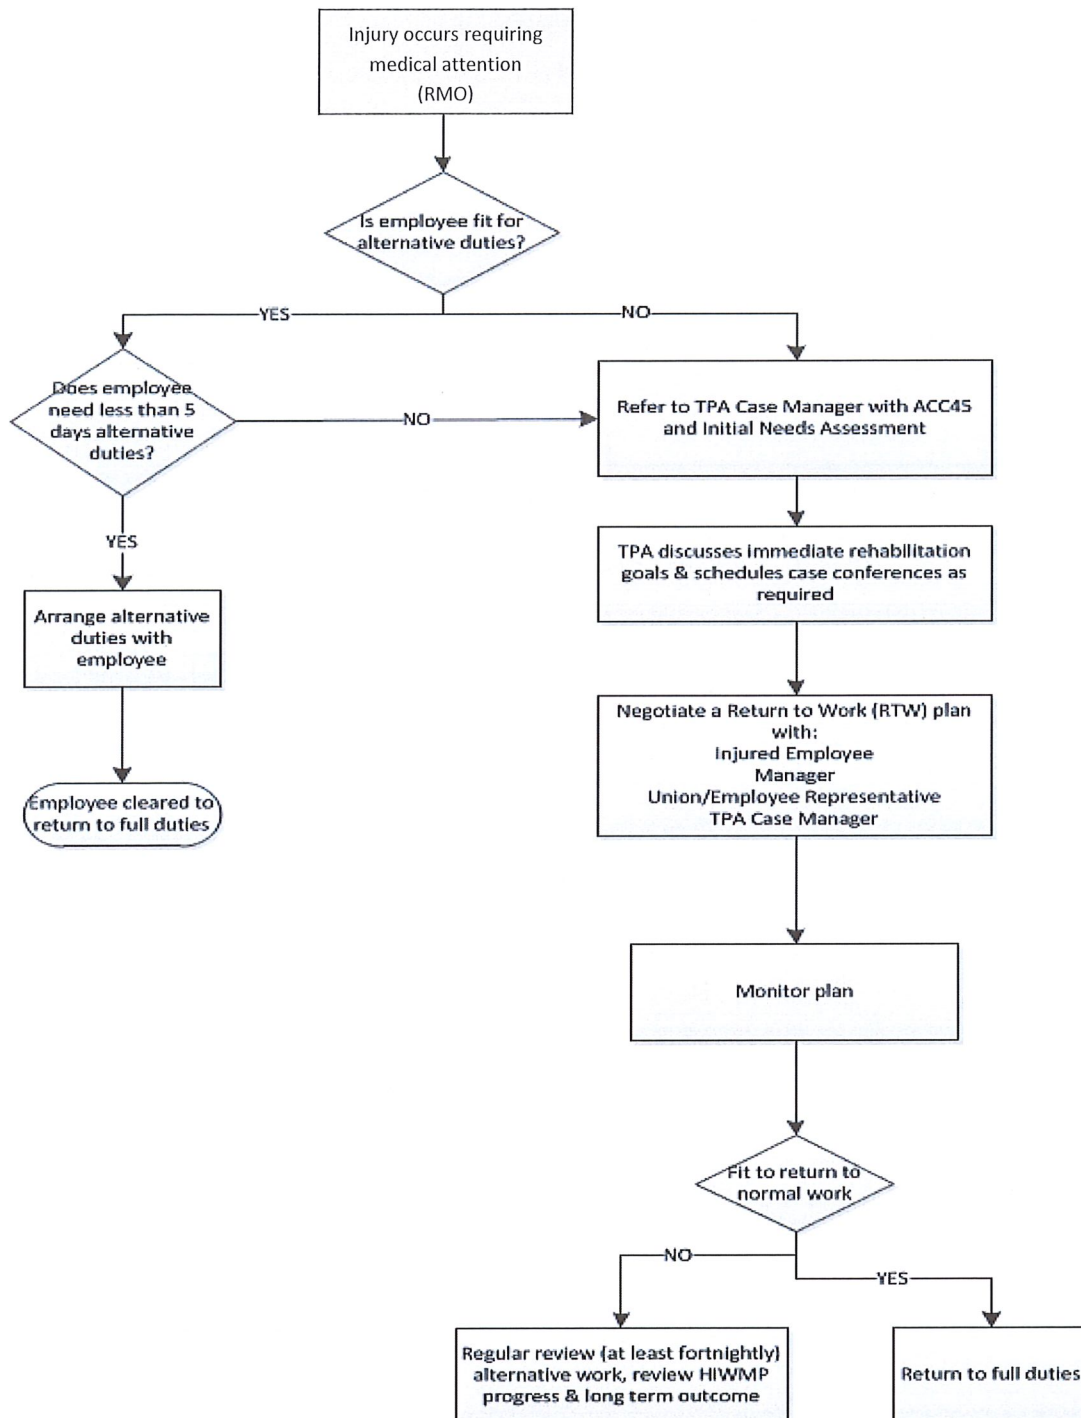 Injury occurs requiring
medical attention
(RMO)
Is employee fit for
alternative duties?
YES
NO
Does employee
need less than 5
days alternative
duties?
NO
Refer to TPA Case Manager with ACC45
and Initial Needs Assessment
YES
TPA discusses immediate rehabilitation
goals & schedules case conferences as
required
Arrange alternative
duties with
employee
Negotiate a Return to Work (RTW) plan
with:
Injured Employee
Manager
Union/Employee Representative
TPA Case Manager
Employee cleared to
return to full duties
Monitor plan
Fit to return to
normal work
NO
YES
Regular review (at least fortnightly)
alternative work, review HIWMP
progress & long term outcome
Return to full duties